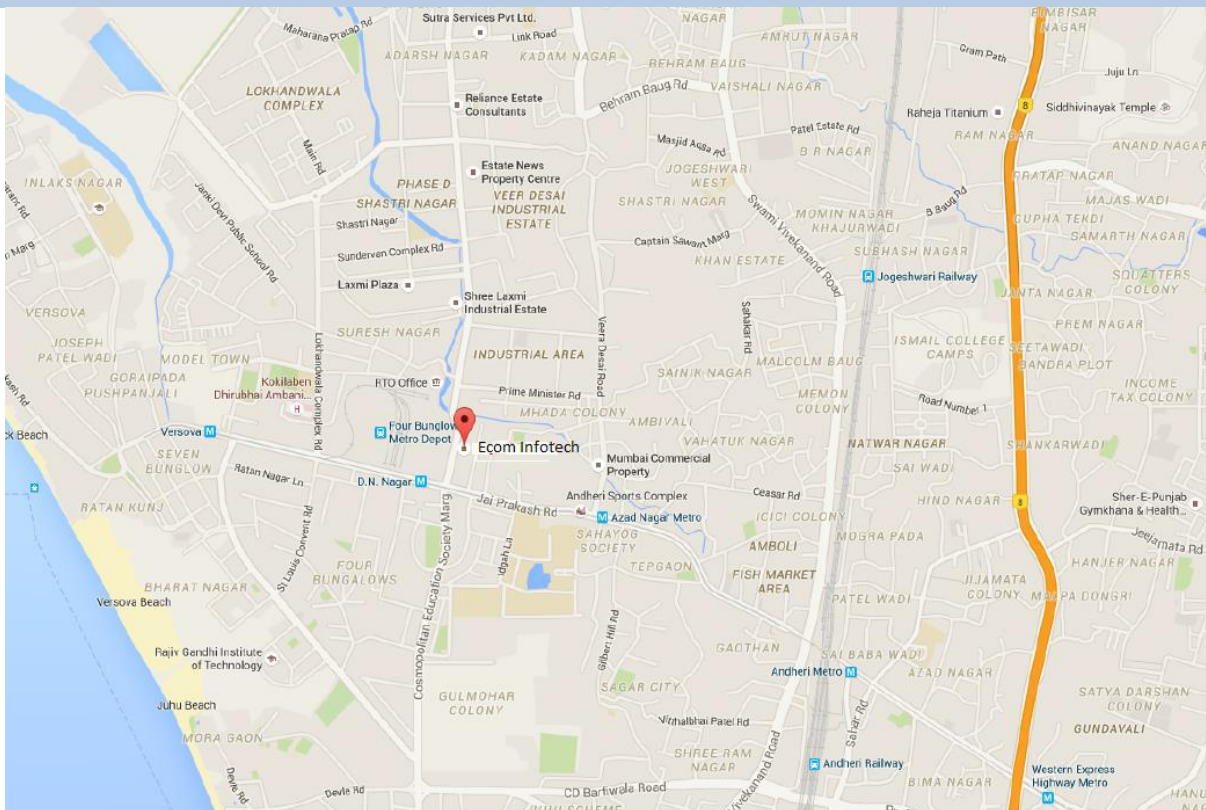 BIMBISAR
NAGAR
Sutra Services Pvt Ltd.
Maharana Pratap Rd
Link Road
NAGAR
AMRUT NAGAR
Gram Path
ADARSH NAGAR
KADAM NAGAR
BEHRAM BAUG
Juju Ln
LOKHANDWALA
COMPLEX
Reliance Estate
Consultants
Behram Baug Rd
VAISHALI NAGAR
Raheja Titanium
8
Siddhivinayak Temple
Main Rd
Patel Estate Rd
RAM NAGAR
Masjid Aqsa Rd
B R NAGAR
ANAND NAGAR
Estate News
Property Centre
JOGESHWARI
WEST
PRATAP NAGAR
INLAKS NAGAR
Janki Devi Public School Rd
PHASE D
SHASTRI NAGAR
VEER DESAI
INDUSTRIAL
ESTATE
SHASTRI NAGAR
Swami Vivekanand Road
B.Baug Rd
MAJAS WADI
Marg
Shastri Nagar
MOMIN NAGAR
KHAJURWADI
GUPHA TEKDI
SAMARTH NAGAR
Sunderven Complex Rd
Captain Sawant Marg
KHAN ESTATE
SUBHASH NAGAR
Laxmi Plaza
Jogeshwari Railway
SQUATTERS
COLONY
Shree Laxmi
Industrial Estate
JANTA NAGAR
VERSOVA
SURESH NAGAR
Veera Desai Road
Sahakar Rd
PREM NAGAR
JOSEPH
PATEL WADI
MODEL TOWN
Lokhandwala Complex Rd
INDUSTRIAL AREA
MALCOLM BAUG
ISMAIL COLLEGE
CAMPS
SEETAWADI
BANDRA PLOT
GORAIPADA
PUSHPANJALI
Kokilaben
Dhirubhai Ambani...
RTO Office
Prime Minister Rd
SAINIK NAGAR
MEMON
COLONY
INCOME
TAX COLONY
Road Number 1
MHADA COLONY
AMBIVALI
Versova
Four Bunglow
Metro Depot
Ecom Infotech
VAHATUK NAGAR
NATWAR NAGAR
SHANKARWADI
ck Beach
SEVEN
BUNGLOW
Mumbai Commercial
Property
SAI WADI
Ratan Nagar Ln
D.N. Nagar
Jai Prakash Rd
Andheri Sports Complex
Ceasar Rd
HIND NAGAR
8
Sher-E-Punjab
Gymkhana & Health...
RATAN KUNJ
Azad Nagar Metro
ICICI COLONY
St Louis Convent Rd
Cosmopolitan Education Society Marg
Idgah Ln
SAHAYOG
SOCIETY
AMBOLI
MOGRA PADA
Jeejamata Rd
HANJER NAGAR
BHARAT NAGAR
FOUR
BUNGALOWS
TEPGAON
FISH MARKET
AREA
JIJAMATA
COLONY
MALPA DONGRI
Versova Beach
PATEL WADI
Gilbert Hill Rd
Rajiv Gandhi Institute
of Technology
GAOTHAN
SAI BABA WADI
Andheri Metro
AZAD NAGAR
SAGAR CITY
GULMOHAR
COLONY
SATYA DARSHAN
COLONY
Juhu Beach
Vithalbhai Patel Rd
Sahar Rd
GUNDAVALI
MORA GAON
SHREE RAM
NAGAR
Vivekanand Road
Andheri Railway
Western Express
Highway Metro
BIMA NAGAR
Devle Rd
Devle Rd
CD Barfiwala Road